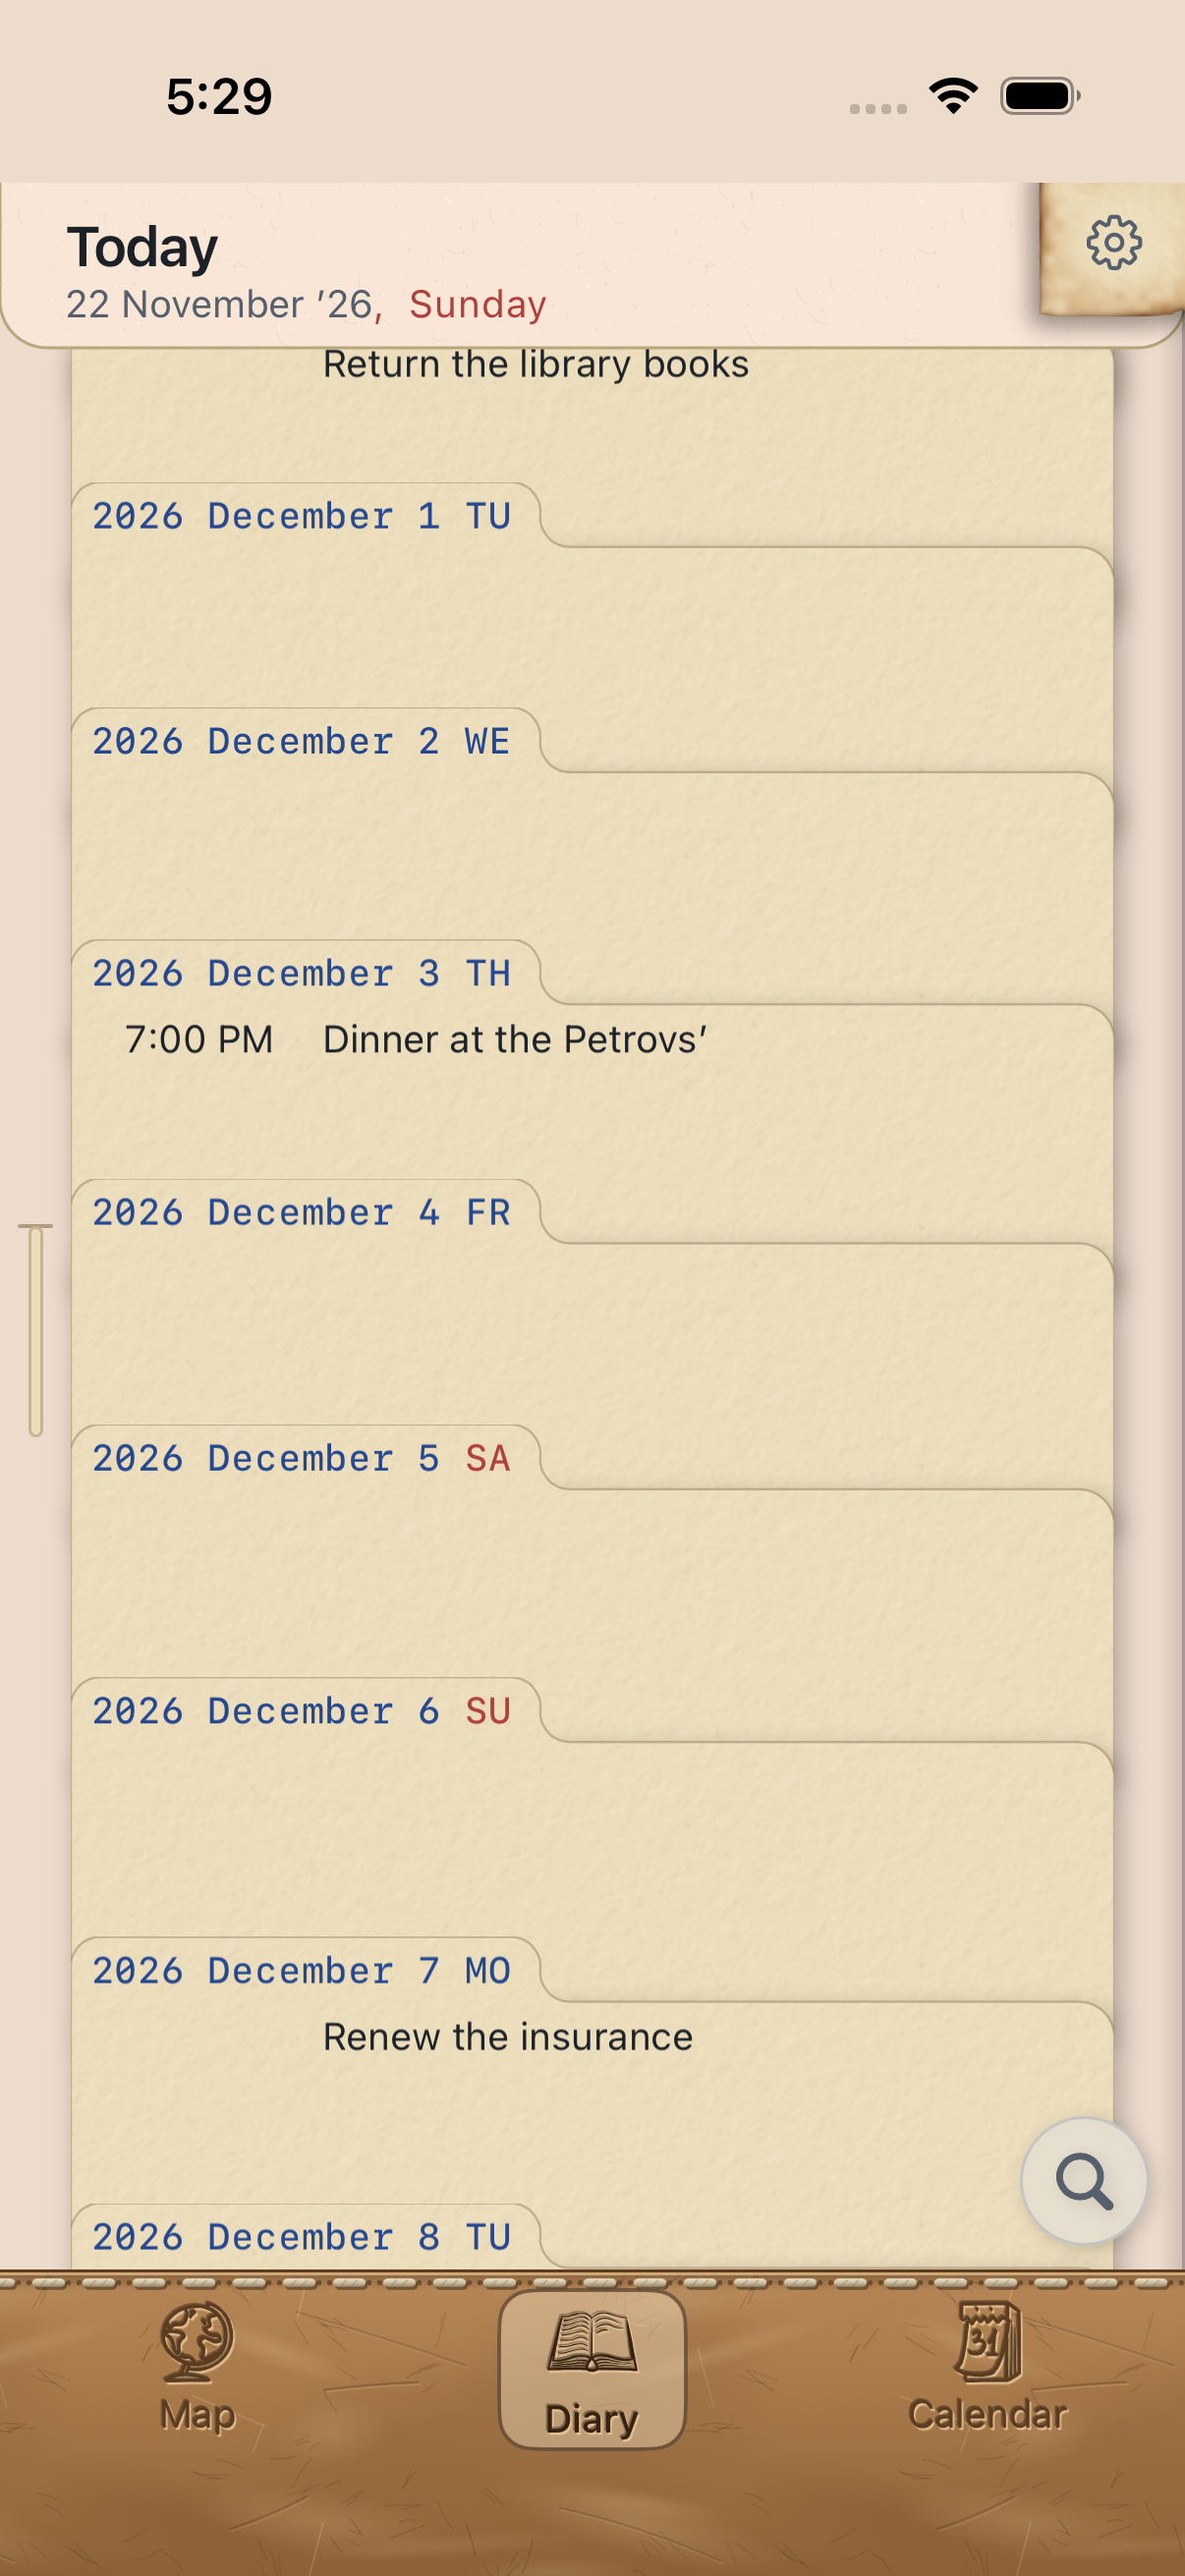 5:29
Today
22 November ’26, Sunday
Return the library books
2026 December 1 TU
2026 December 2 WE
2026 December 3 TH
7:00 PM Dinner at the Petrovs’
2026 December 4 FR
2026 December 5 SA
2026 December 6 SU
2026 December 7 MO
Renew the insurance
2026 December 8 TU
31
Map Diary Calendar